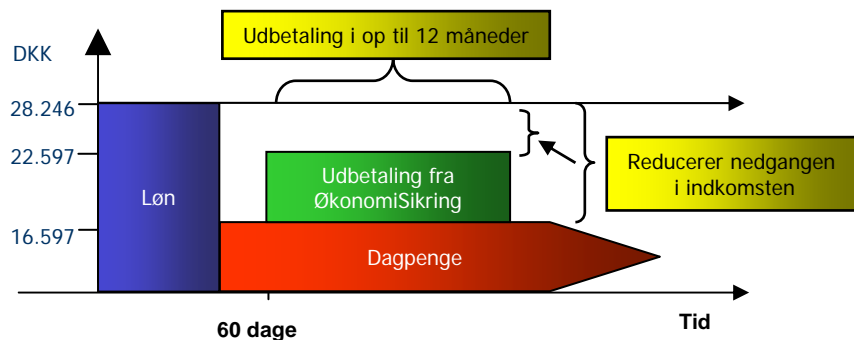 Udbetaling i op til 12 måneder
DKK
28.246
22.597
16.597
Løn
Udbetaling fra
ØkonomiSikring
Dagpenge
Reducerer nedgangen
i indkomsten
60 dage
Tid